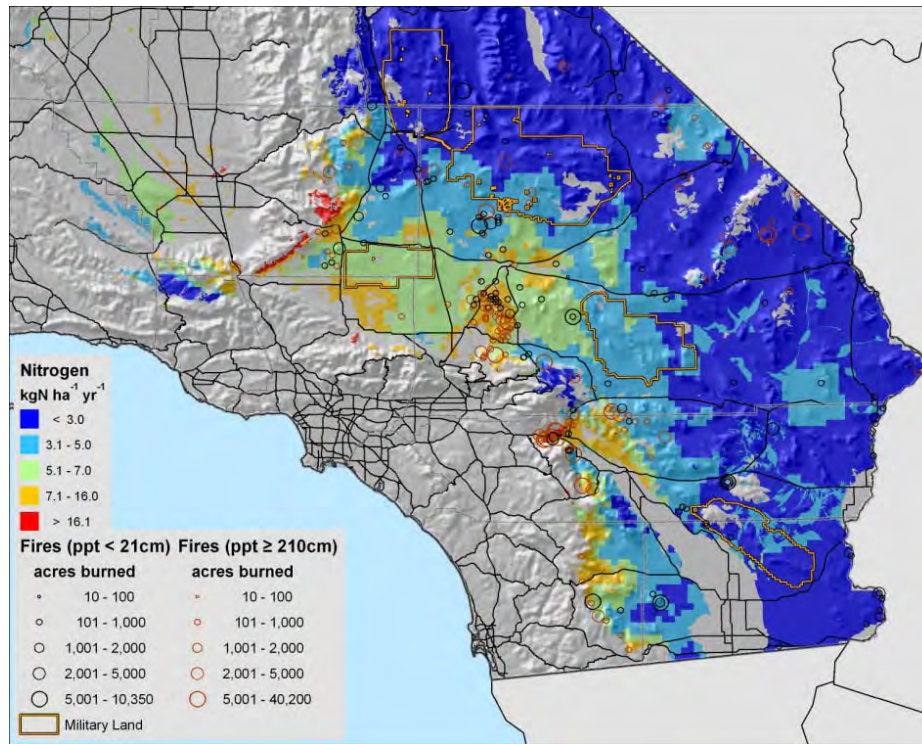 Nitrogen
kgN ha⁻¹ yr⁻¹
< 3.0
3.1 - 5.0
5.1 - 7.0
7.1 - 16.0
> 16.1
Fires (ppt < 21cm)
acres burned
10 - 100
101 - 1,000
1,001 - 2,000
2,001 - 5,000
5,001 - 10,350
Fires (ppt ≥ 210cm)
acres burned
10 - 100
101 - 1,000
1,001 - 2,000
2,001 - 5,000
5,001 - 40,200
Military Land